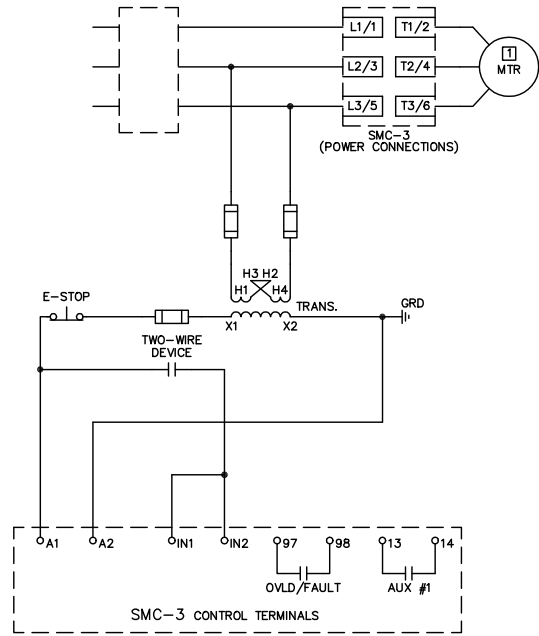 L1/1 T1/2
1
MTR
L2/3 T2/4
L3/5 T3/6
SMC-3
(POWER CONNECTIONS)
H3 H2
H1 H4
E-STOP
TRANS.
GRD
X1 X2
TWO-WIRE
DEVICE
A1 A2 IN1 IN2 97 98 13 14
OVLD/FAULT AUX #1
SMC-3 CONTROL TERMINALS